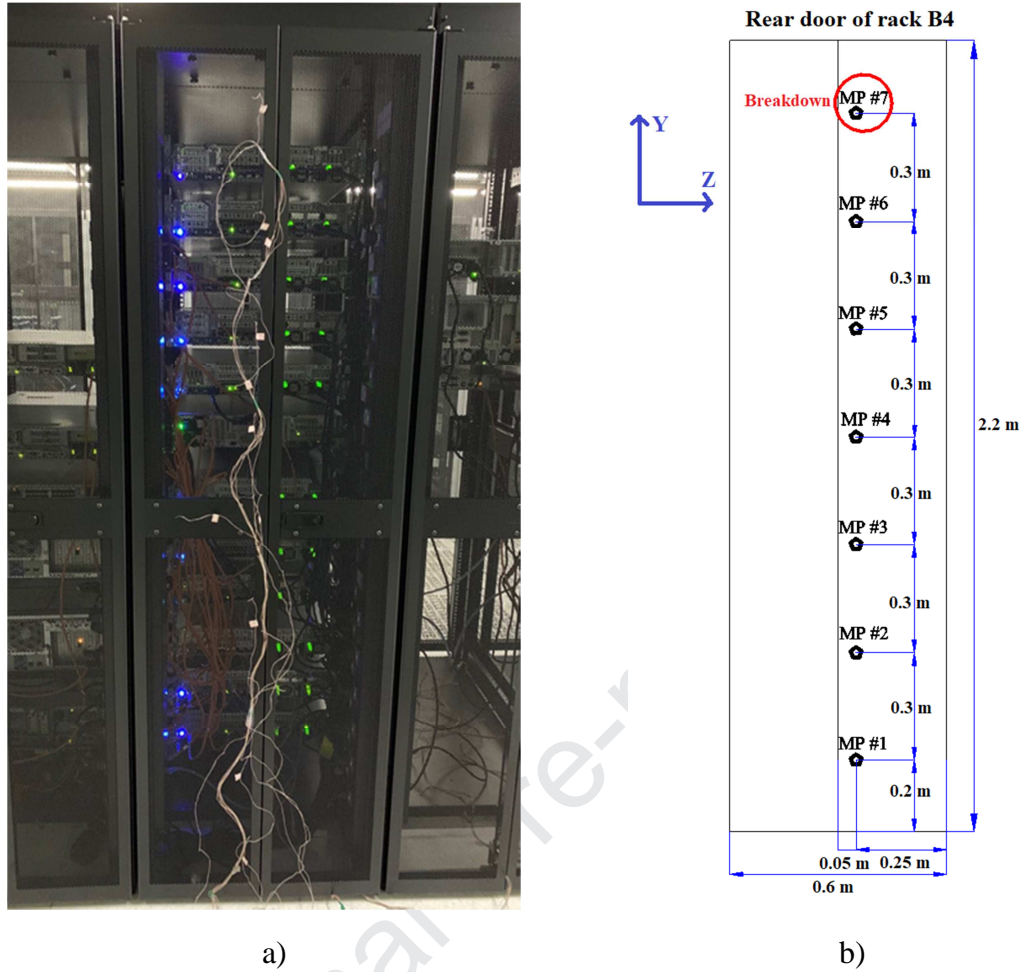 Rear door of rack B4
Breakdown
MP #7
Y
Z
0.3 m
MP #6
0.3 m
MP #5
0.3 m
MP #4
2.2 m
0.3 m
MP #3
0.3 m
MP #2
0.3 m
MP #1
0.2 m
0.05 m
0.25 m
0.6 m
a)
b)